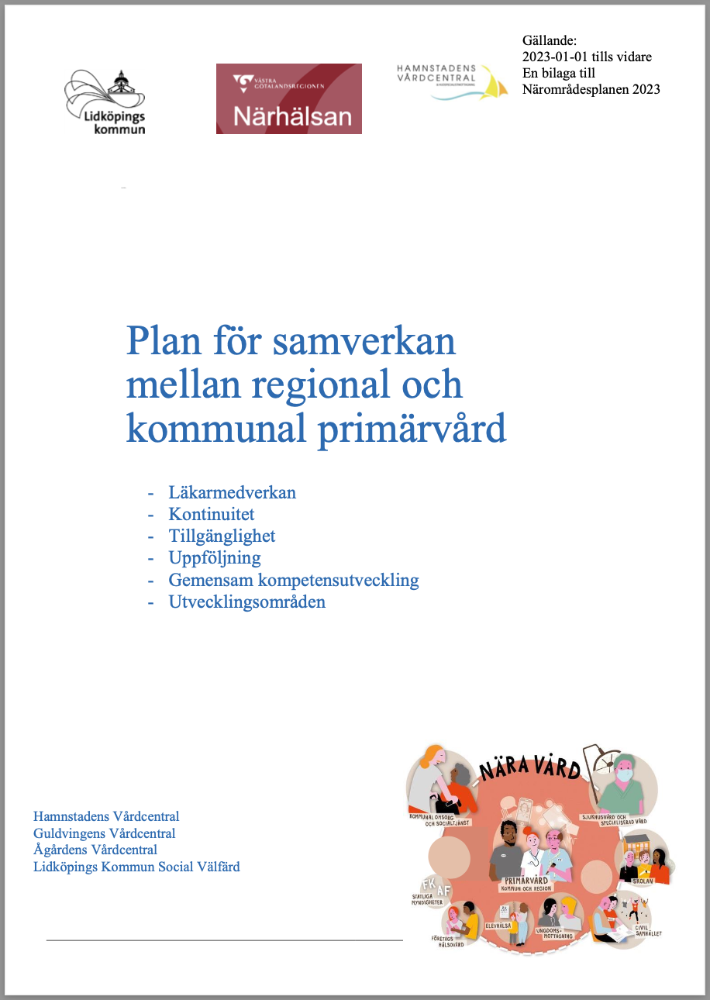 Gällande:
2023-01-01 tills vidare
En bilaga till
Närområdesplanen 2023
Lidköpings
kommun
VÄSTRA
GÖTALANDSREGIONEN
Närhälsan
HAMNSTADENS
VÅRDCENTRAL
Plan för samverkan
mellan regional och
kommunal primärvård
- Läkarmedverkan
- Kontinuitet
- Tillgänglighet
- Uppföljning
- Gemensam kompetensutveckling
- Utvecklingsområden
Hamnstadens Vårdcentral
Guldvingens Vårdcentral
Ågårdens Vårdcentral
Lidköpings Kommun Social Välfärd
NÄRA VÅRD
KOMMUNAL OMSORG
OCH SOCIALTJÄNST
SJUKHUSVÅRD OCH
SPECIALISERAD VÅRD
PRIMÄRVÅRD
KOMMUN OCH REGION
SKOLAN
FK
AF
STATLIGA
MYNDIGHETER
ELEVHÄLSA
UNGDOMS-
MOTTAGNING
CIVIL
SAMHÄLLET
FÖRETAGS
HÄLSOVÅRD